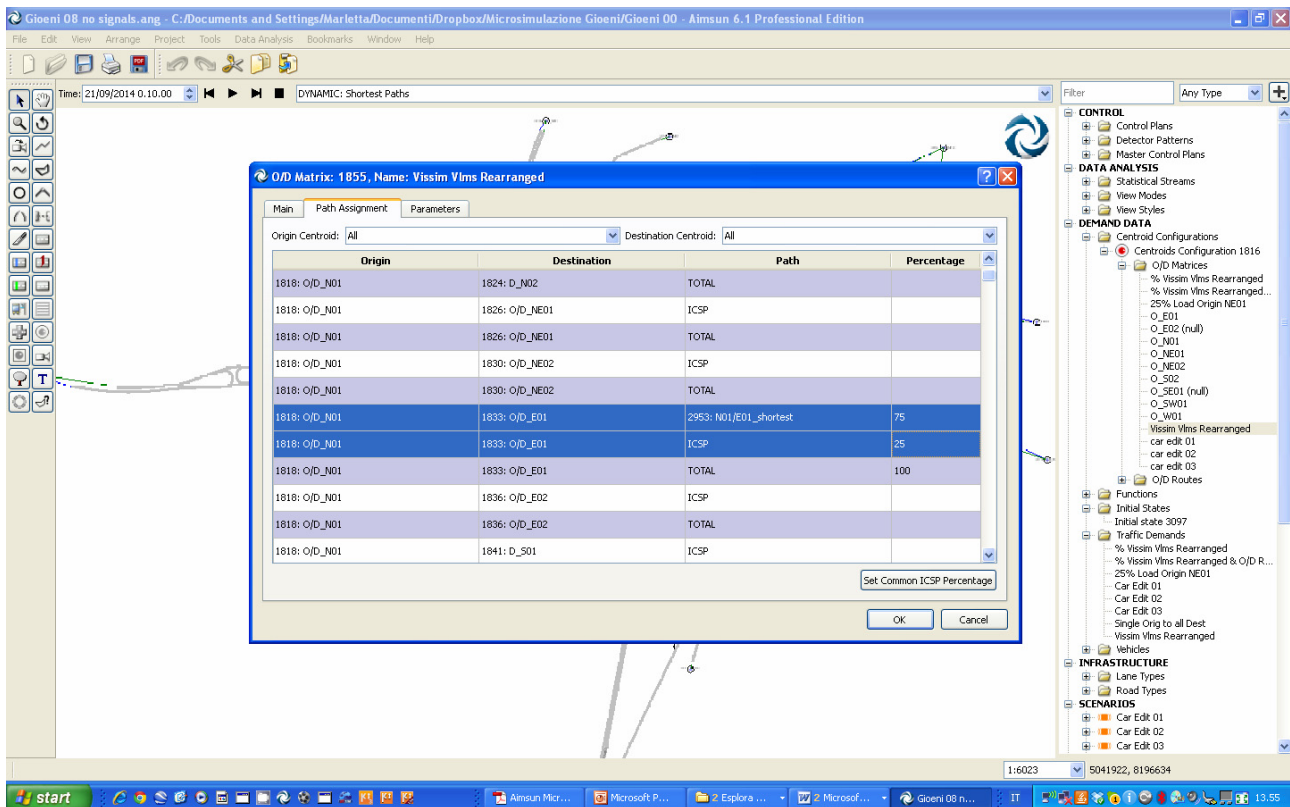 Gioeni 08 no signals.ang - C:/Documents and Settings/Marletta/Documenti/Dropbox/Microsimulazione Gioeni/Gioeni 00 - Aimsun 6.1 Professional Edition
File Edit View Arrange Project Tools Data Analysis Bookmarks Window Help
Time: 21/09/2014 0.10.00 DYNAMIC: Shortest Paths
O/D Matrix: 1855, Name: Vissim Vlms Rearranged
Main Path Assignment Parameters
Origin Centroid: All Destination Centroid: All
Origin Destination Path Percentage
1818: O/D_N01 1824: D_N02 TOTAL
1818: O/D_N01 1826: O/D_NE01 ICSP
1818: O/D_N01 1826: O/D_NE01 TOTAL
1818: O/D_N01 1830: O/D_NE02 ICSP
1818: O/D_N01 1830: O/D_NE02 TOTAL
1818: O/D_N01 1833: O/D_E01 2953: N01/E01_shortest 75
1818: O/D_N01 1833: O/D_E01 ICSP 25
1818: O/D_N01 1833: O/D_E01 TOTAL 100
1818: O/D_N01 1836: O/D_E02 ICSP
1818: O/D_N01 1836: O/D_E02 TOTAL
1818: O/D_N01 1841: D_S01 ICSP
Set Common ICSP Percentage
OK Cancel
Filter Any Type
CONTROL
Control Plans
Detector Patterns
Master Control Plans
DATA ANALYSIS
Statistical Streams
View Modes
View Styles
DEMAND DATA
Centroid Configurations
Centroids Configuration 1816
O/D Matrices
% Vissim Vlms Rearranged
% Vissim Vlms Rearranged...
25% Load Origin NE01
O_E01
O_E02 (null)
O_N01
O_NE01
O_NE02
O_S02
O_SE01 (null)
O_SW01
O_W01
Vissim Vlms Rearranged
car edit 01
car edit 02
car edit 03
O/D Routes
Functions
Initial States
Initial state 3097
Traffic Demands
% Vissim Vlms Rearranged
% Vissim Vlms Rearranged & O/D R...
25% Load Origin NE01
Car Edit 01
Car Edit 02
Car Edit 03
Single Orig to all Dest
Vissim Vlms Rearranged
Vehicles
INFRASTRUCTURE
Lane Types
Road Types
SCENARIOS
Car Edit 01
Car Edit 02
Car Edit 03
1:6023 5041922, 8196634
start Aimsun Micr... Microsoft P... 2 Esplora ... 2 Microsof... Gioeni 08 n... IT 13.55